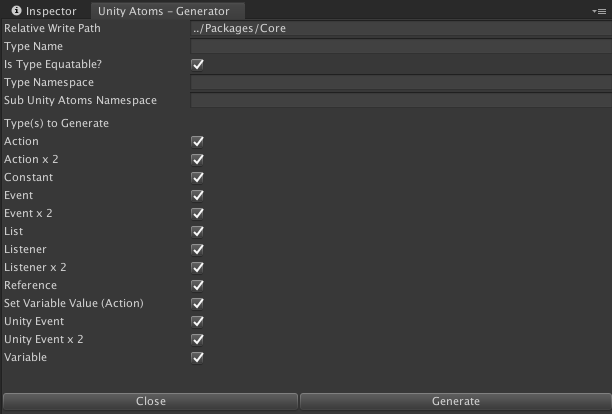 Inspector Unity Atoms - Generator
Relative Write Path ../Packages/Core
Type Name
Is Type Equatable?
Type Namespace
Sub Unity Atoms Namespace
Type(s) to Generate
Action
Action x 2
Constant
Event
Event x 2
List
Listener
Listener x 2
Reference
Set Variable Value (Action)
Unity Event
Unity Event x 2
Variable
Close Generate